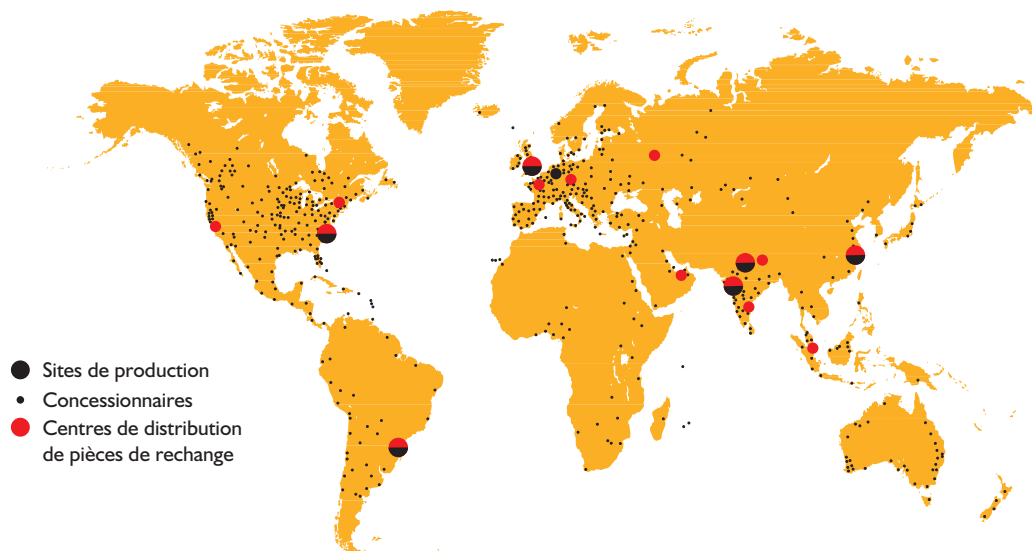 Sites de production
Concessionnaires
Centres de distribution
de pièces de rechange